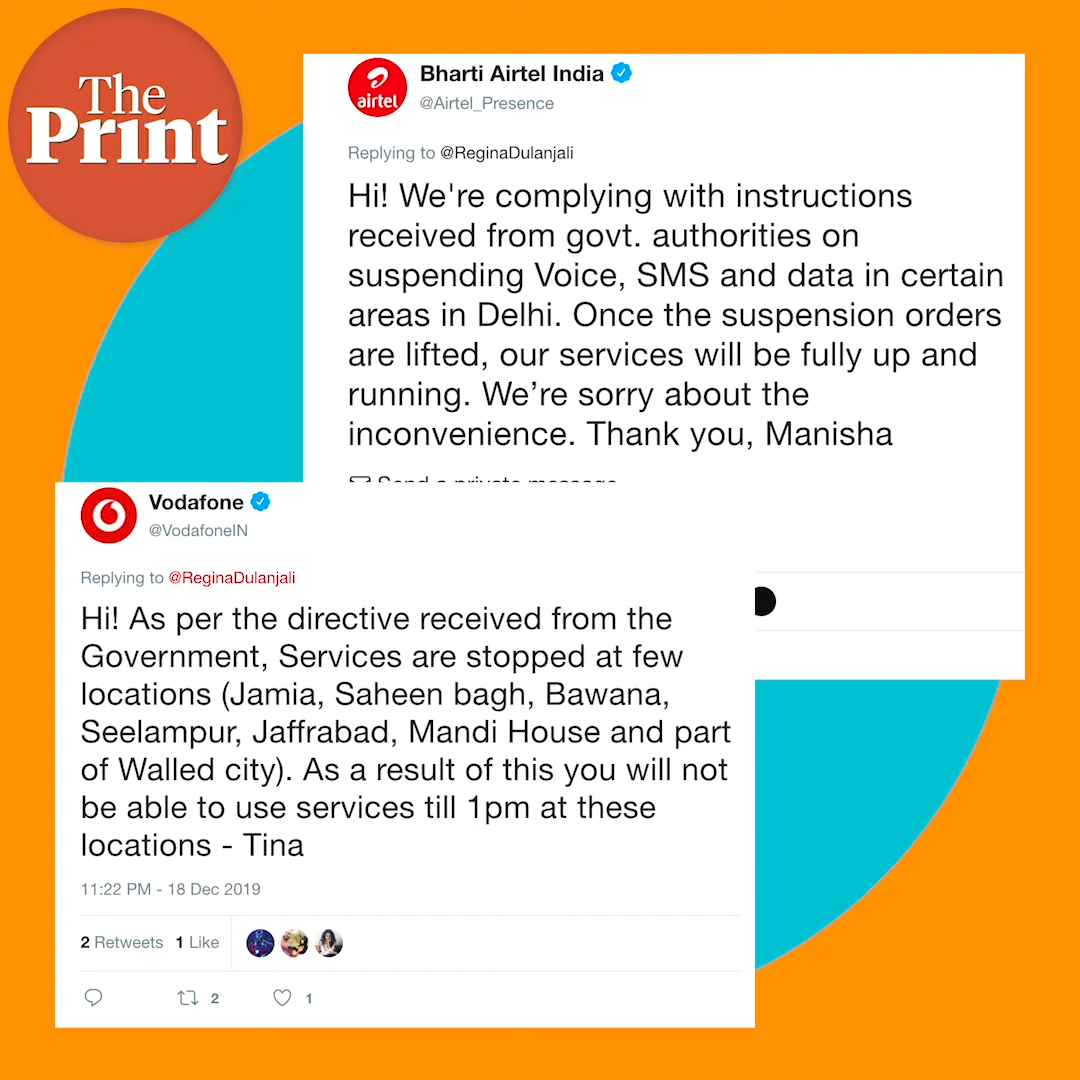 The
Print
airtel
Bharti Airtel India
@Airtel_Presence
Replying to @ReginaDulanjali
Hi! We're complying with instructions
received from govt. authorities on
suspending Voice, SMS and data in certain
areas in Delhi. Once the suspension orders
are lifted, our services will be fully up and
running. We’re sorry about the
inconvenience. Thank you, Manisha
Send a private message
Vodafone
@VodafoneIN
Replying to @ReginaDulanjali
Hi! As per the directive received from the
Government, Services are stopped at few
locations (Jamia, Saheen bagh, Bawana,
Seelampur, Jaffrabad, Mandi House and part
of Walled city). As a result of this you will not
be able to use services till 1pm at these
locations - Tina
11:22 PM - 18 Dec 2019
2 Retweets 1 Like
2 1